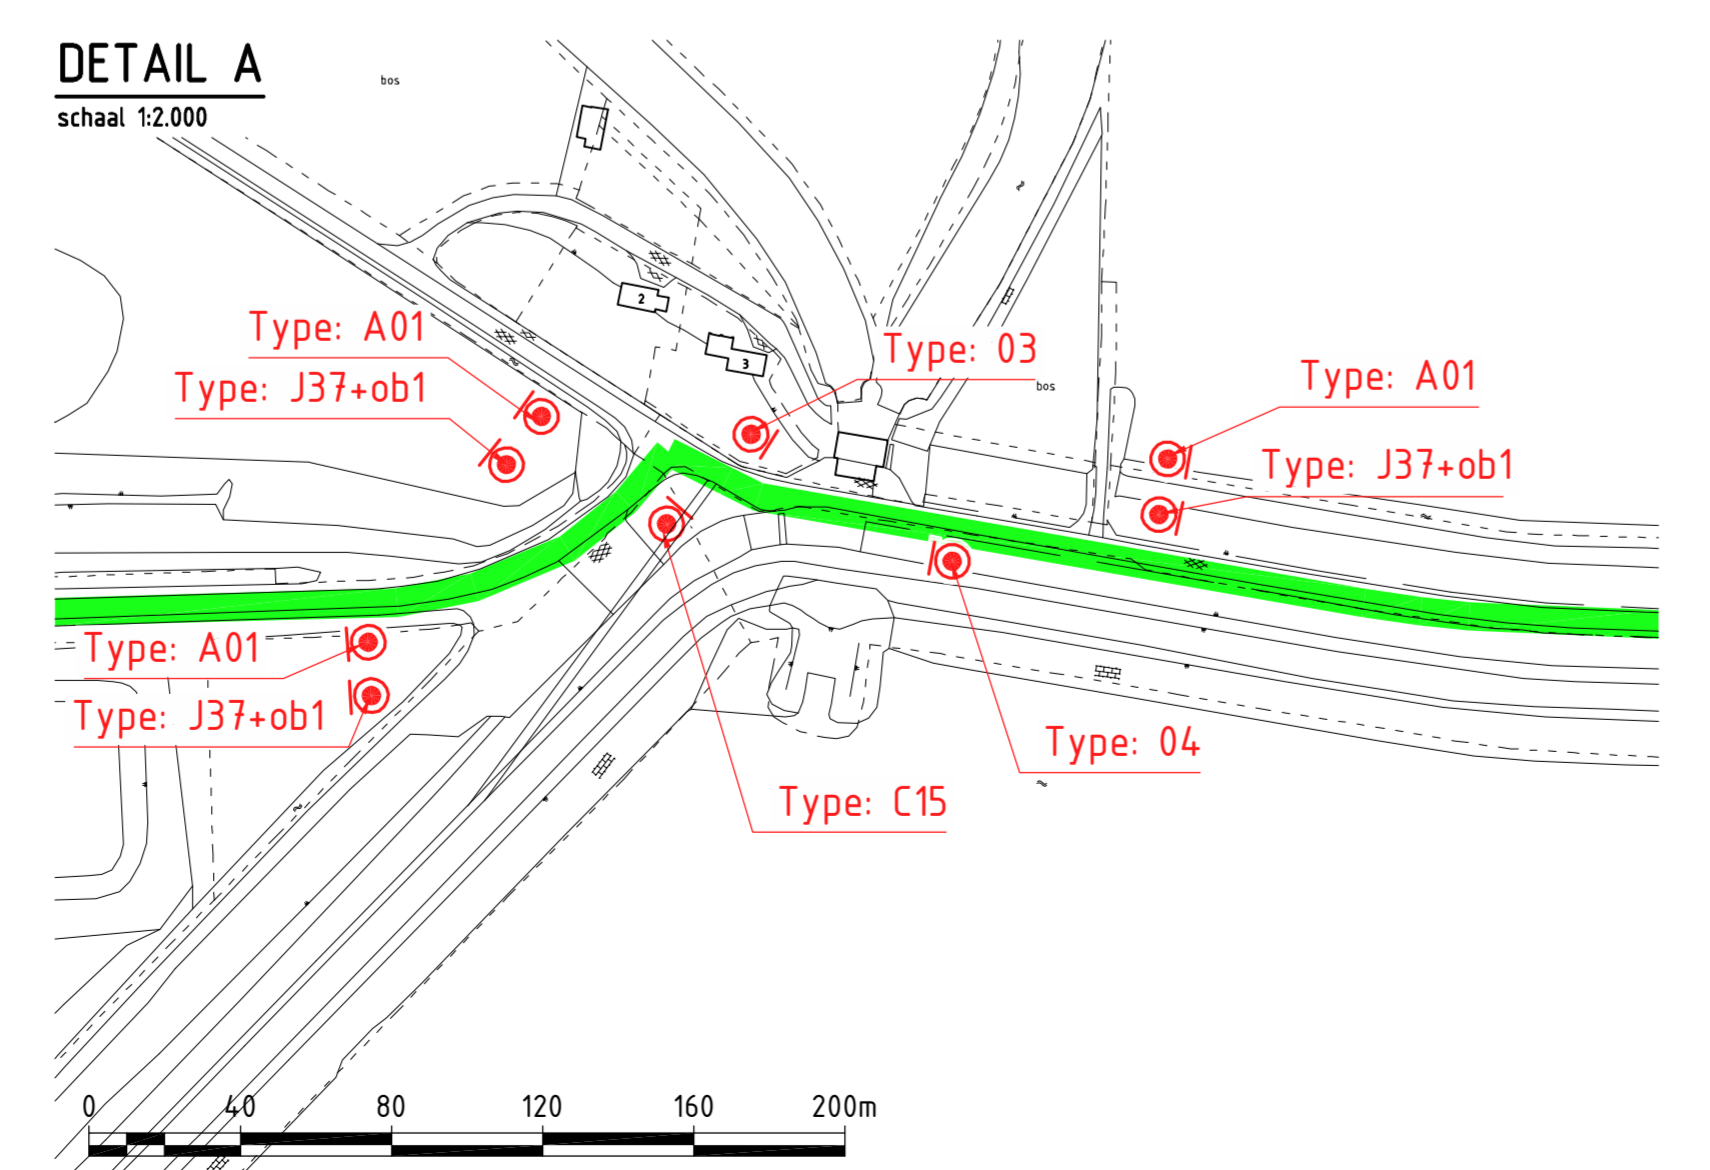 DETAIL A
schaal 1:2.000
bos
2
3
Type: A01
Type: J37+ob1
Type: 03
bos
Type: A01
Type: J37+ob1
Type: A01
Type: J37+ob1
Type: 04
Type: C15
0 40 80 120 160 200m